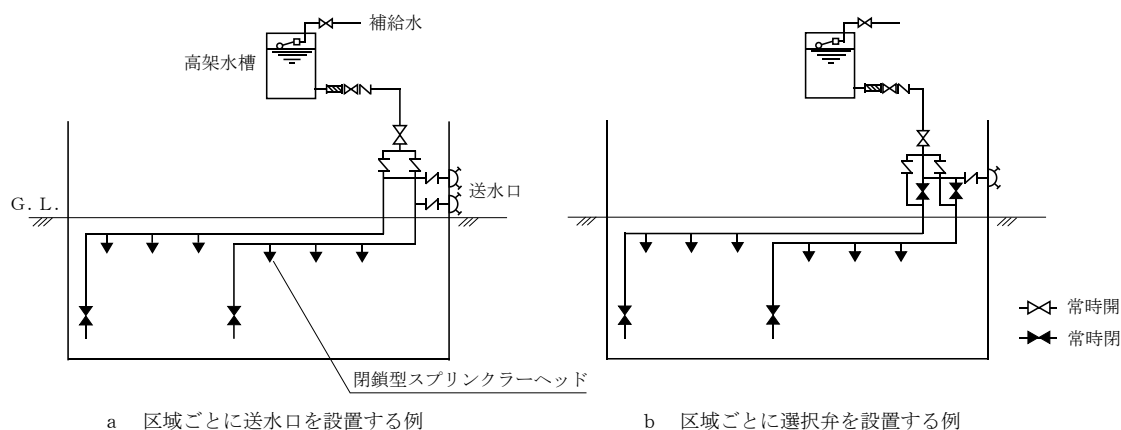 補給水
高架水槽
送水口
G. L.
常時開
常時閉
閉鎖型スプリンクラーヘッド
a 区域ごとに送水口を設置する例
b 区域ごとに選択弁を設置する例